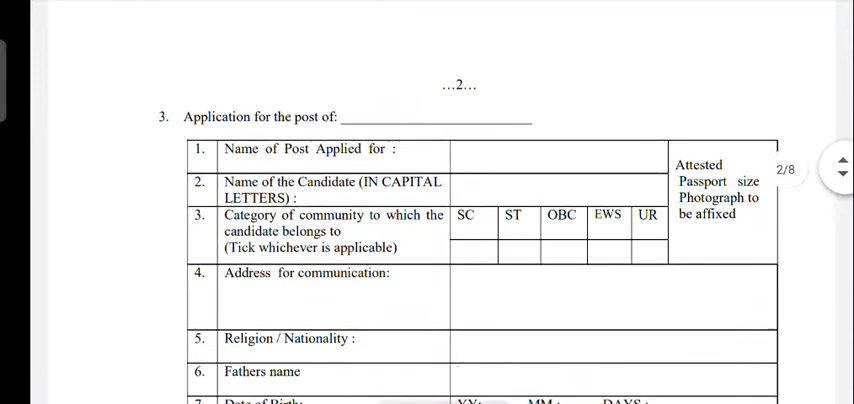 ...2...
3. Application for the post of: ______________________
1. Name of Post Applied for :
Attested
Passport size
Photograph to
be affixed
2/8
2. Name of the Candidate (IN CAPITAL
LETTERS) :
3. Category of community to which the
candidate belongs to
(Tick whichever is applicable)
SC ST OBC EWS UR
4. Address for communication:
5. Religion / Nationality :
6. Fathers name
7. Date of Birth: YY: MM : DAYS :